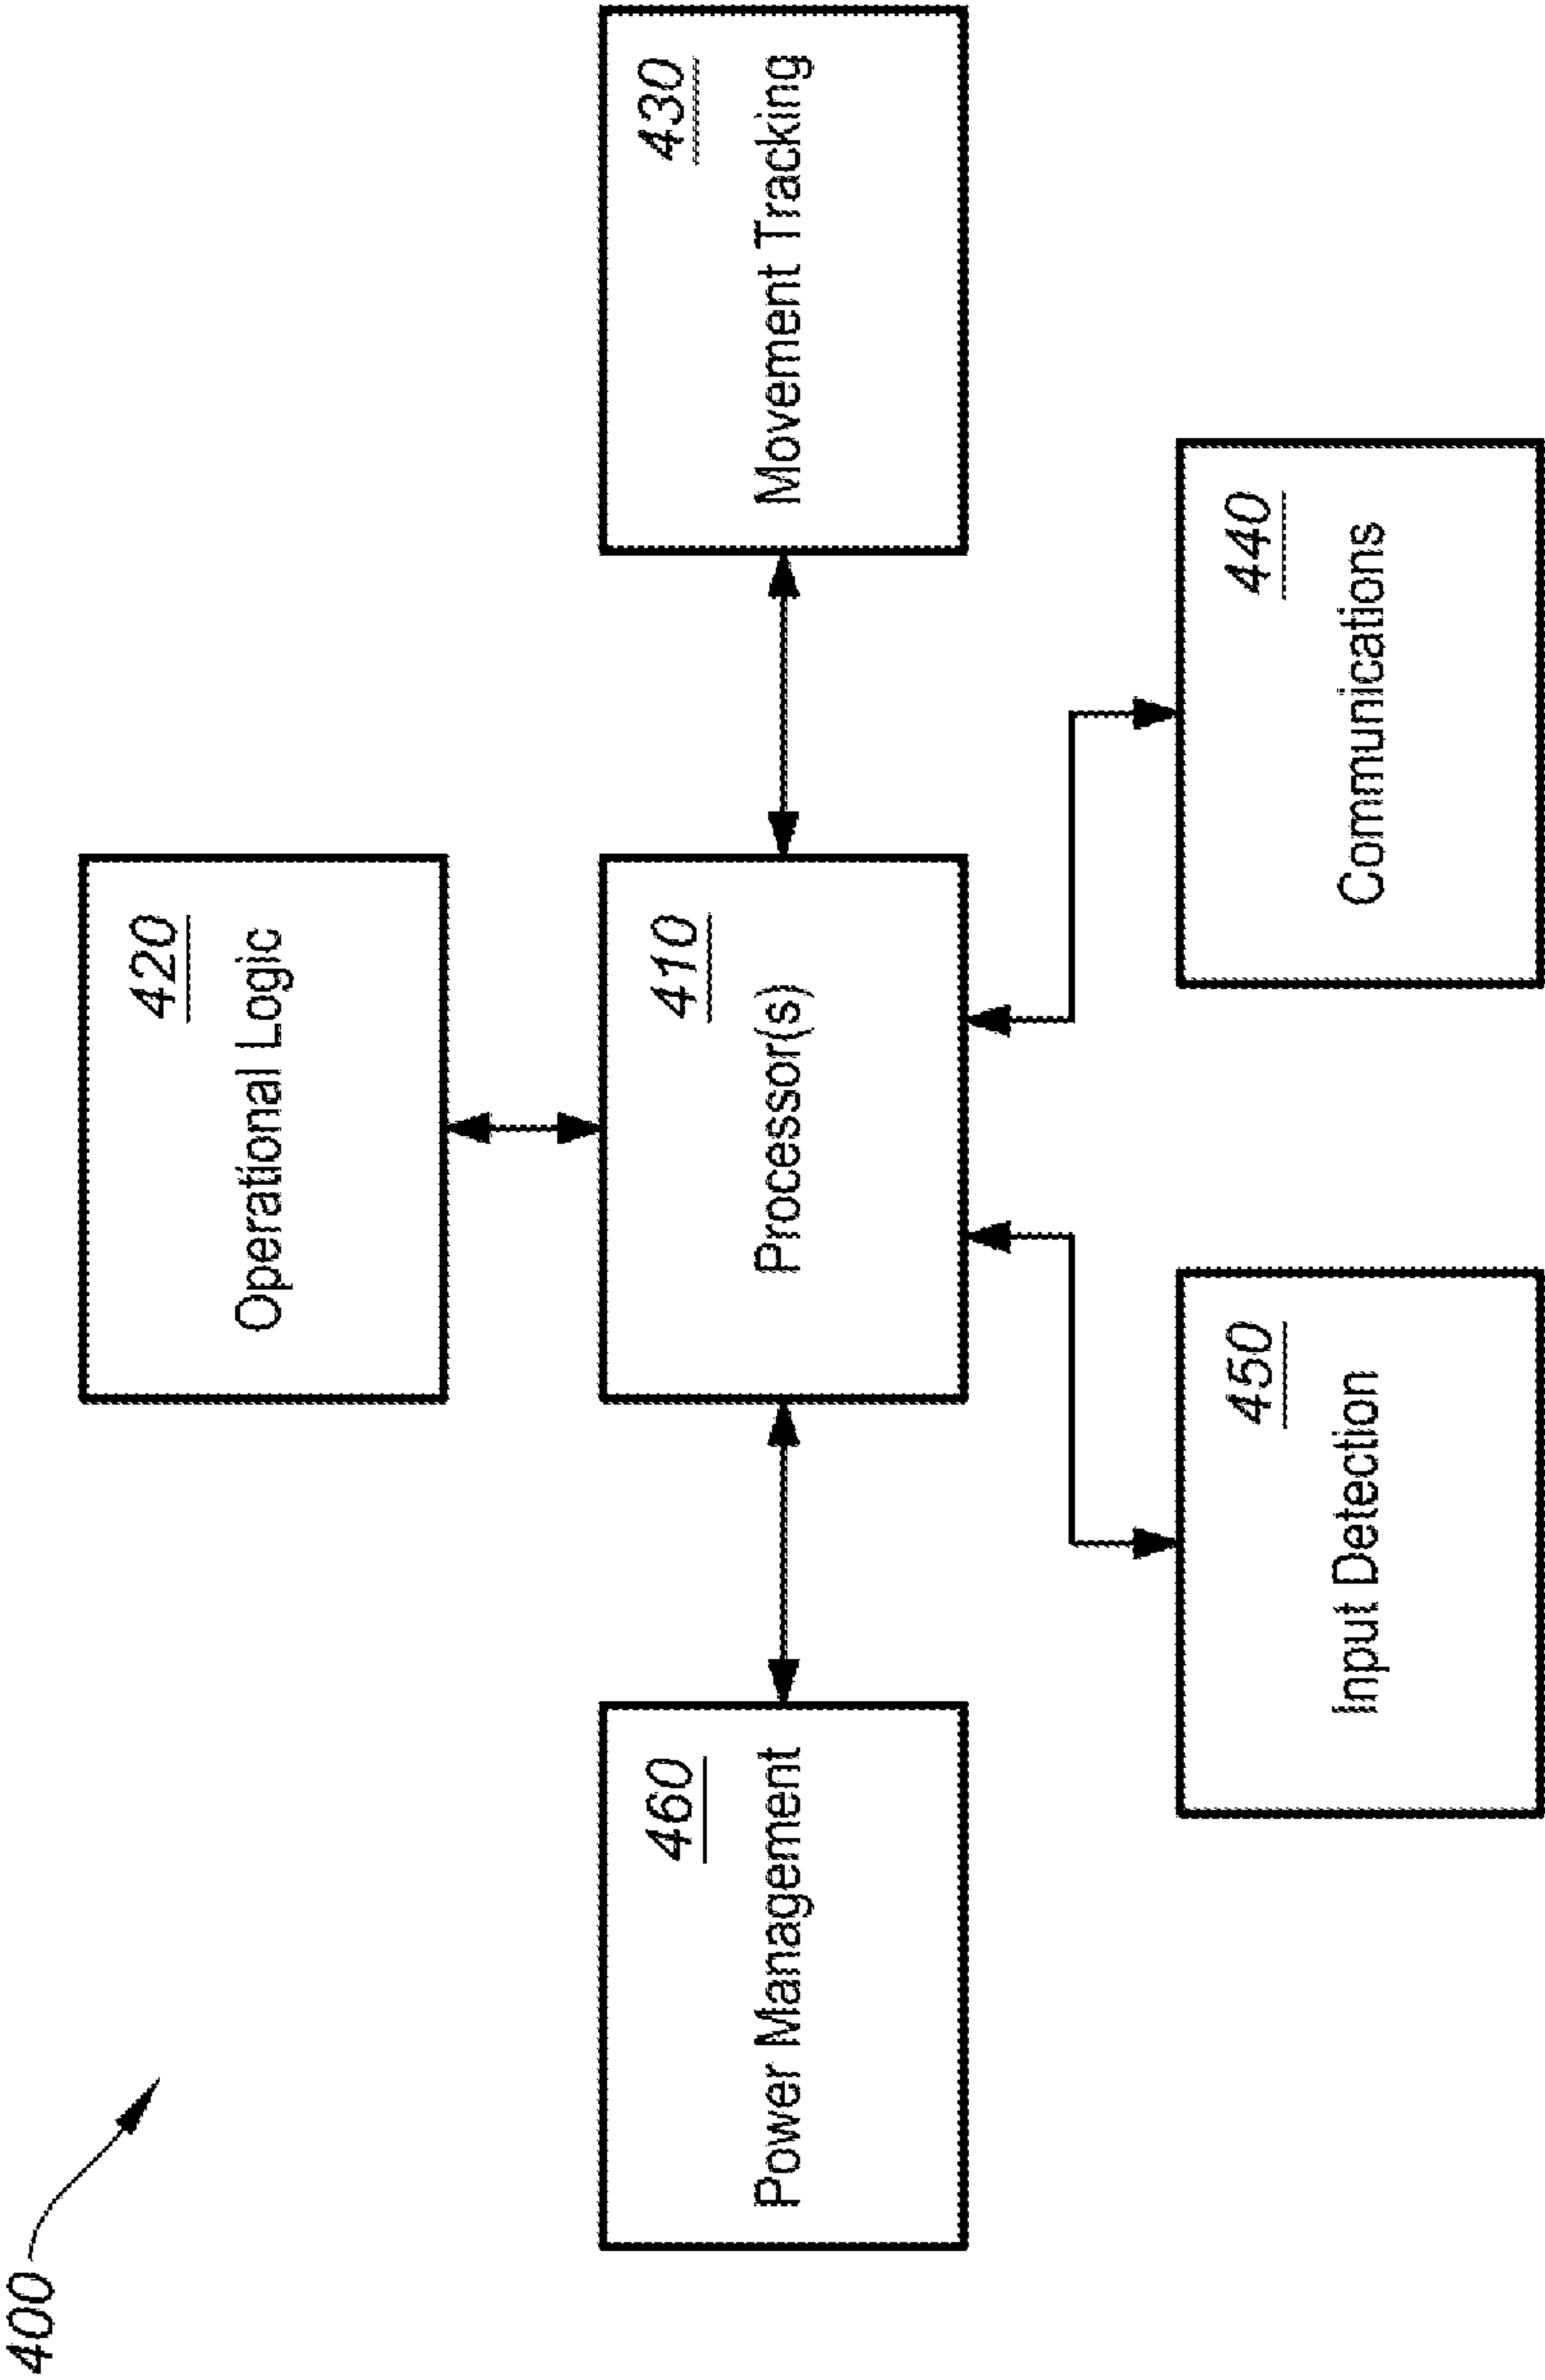 400
420
Operational Logic
460
Power Management
410
Processor(s)
430
Movement Tracking
450
Input Detection
440
Communications